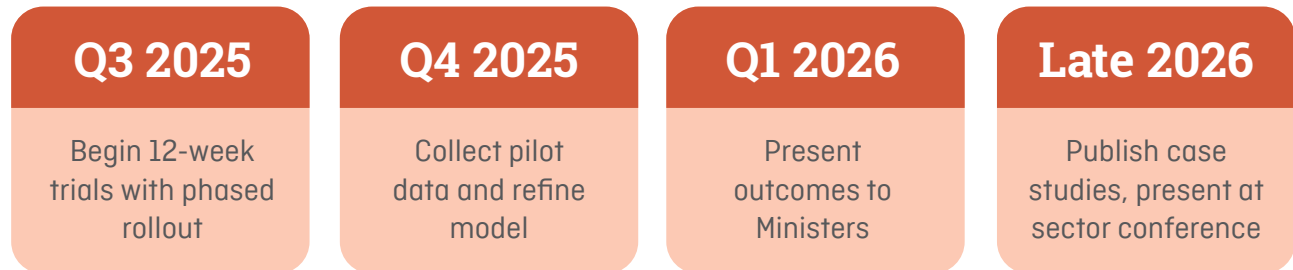 Q3 2025
Begin 12-week
trials with phased
rollout
Q4 2025
Collect pilot
data and refine
model
Q1 2026
Present
outcomes to
Ministers
Late 2026
Publish case
studies, present at
sector conference